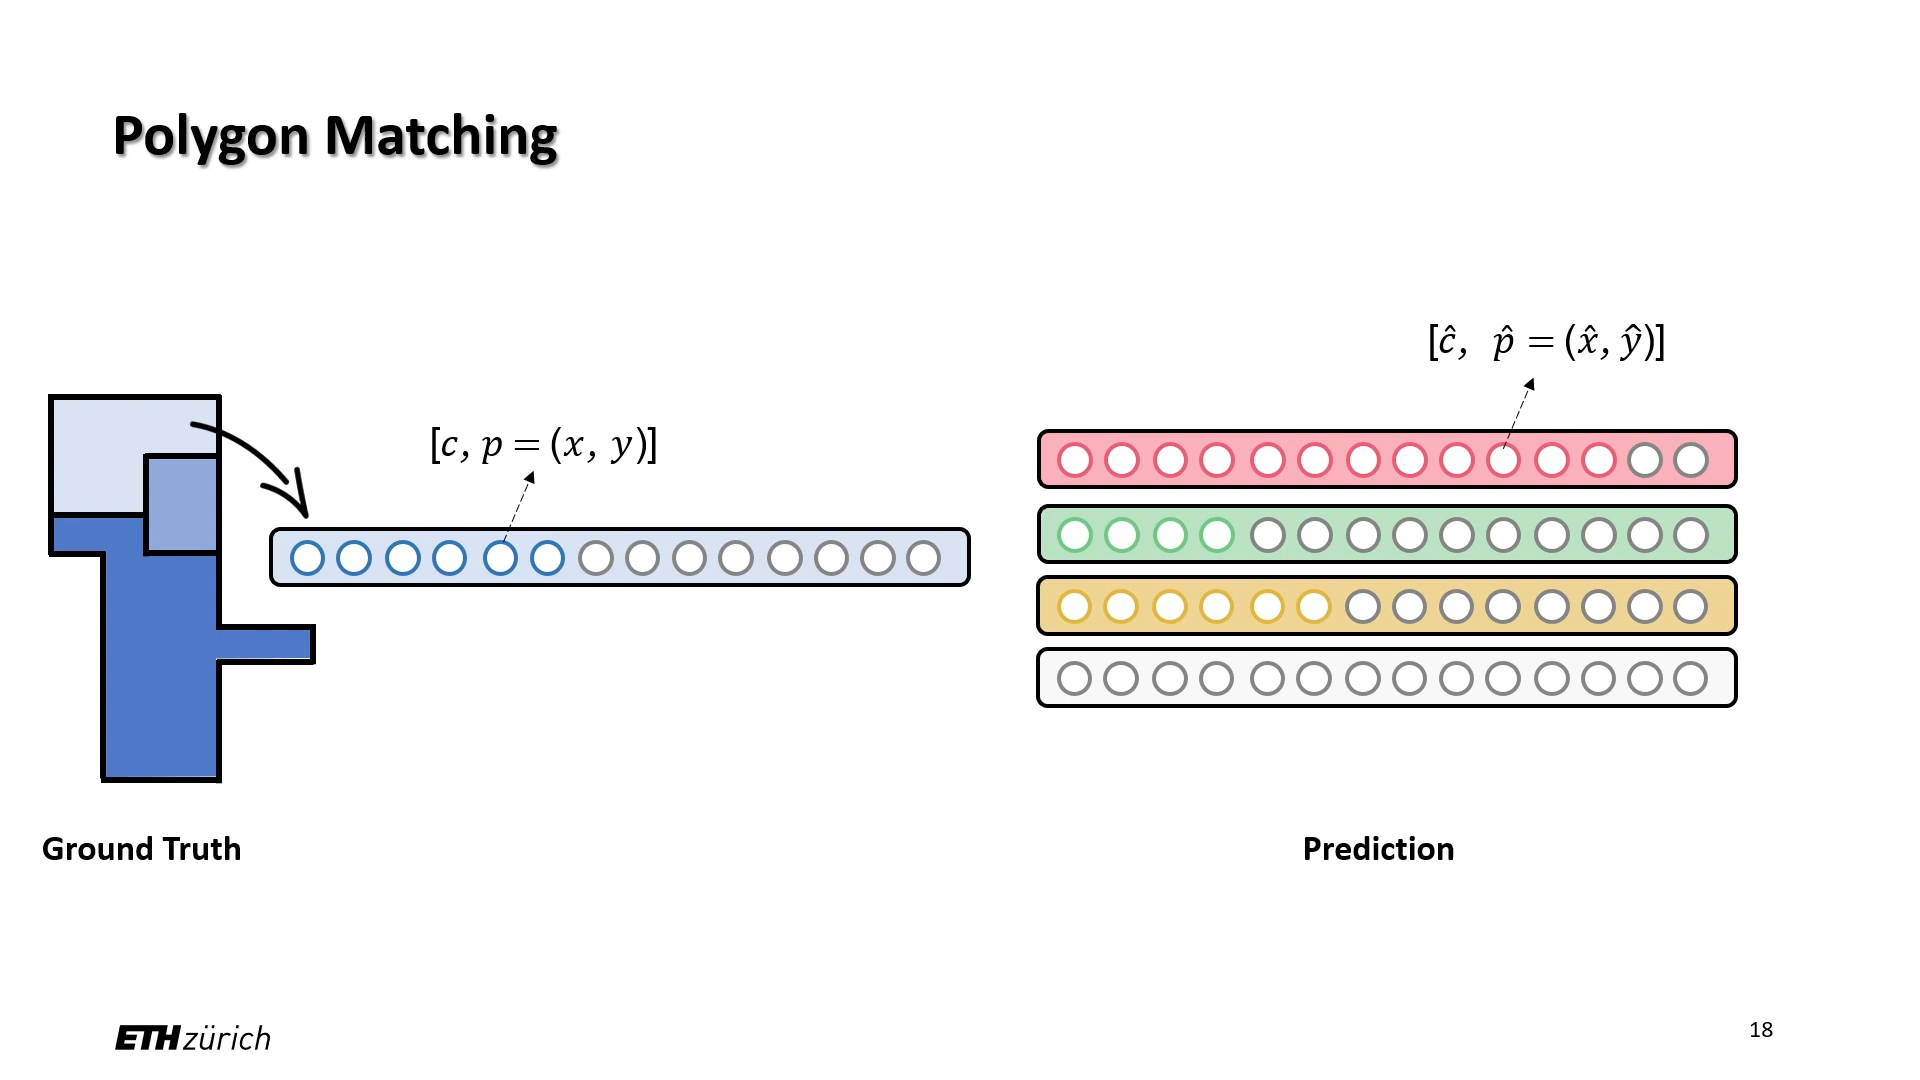 Polygon Matching
[ĉ, p̂ = (x̂, ŷ)]
[c, p = (x, y)]
Ground Truth
Prediction
ETH zürich
18